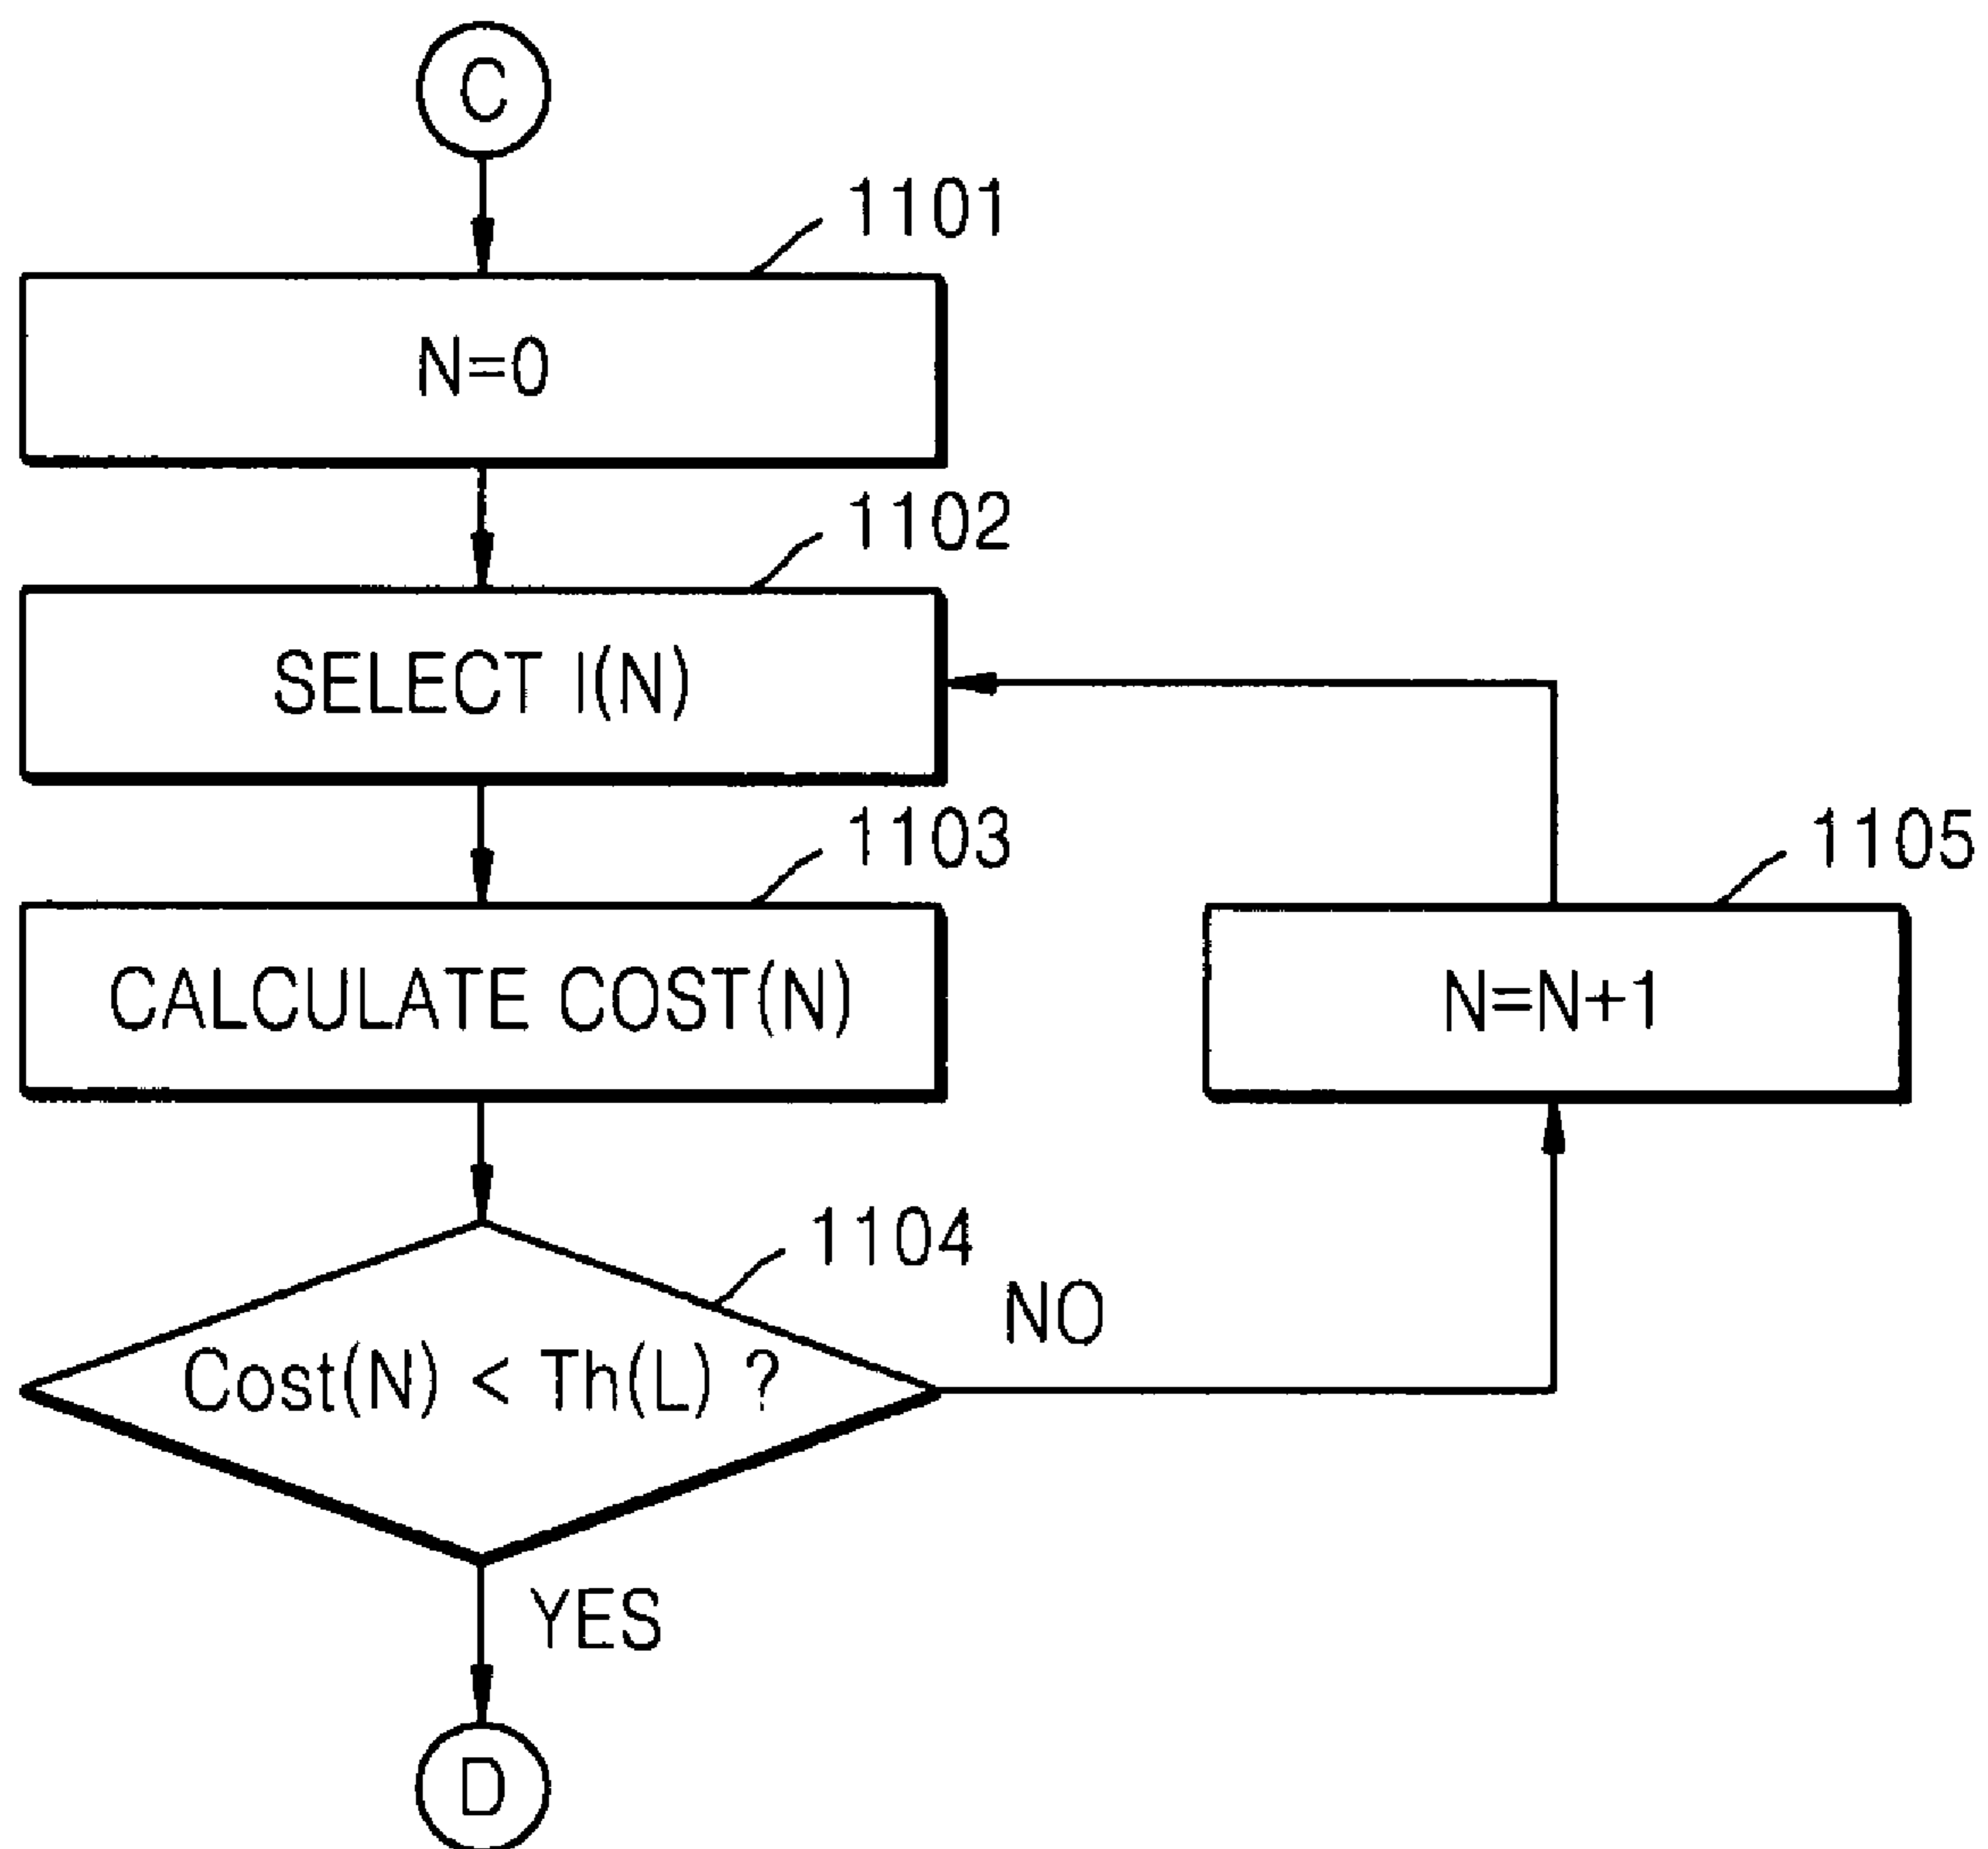 C
1101
N=0
1102
SELECT I(N)
1103
CALCULATE COST(N)
1105
N=N+1
1104
Cost(N) < Th(L) ?
NO
YES
D